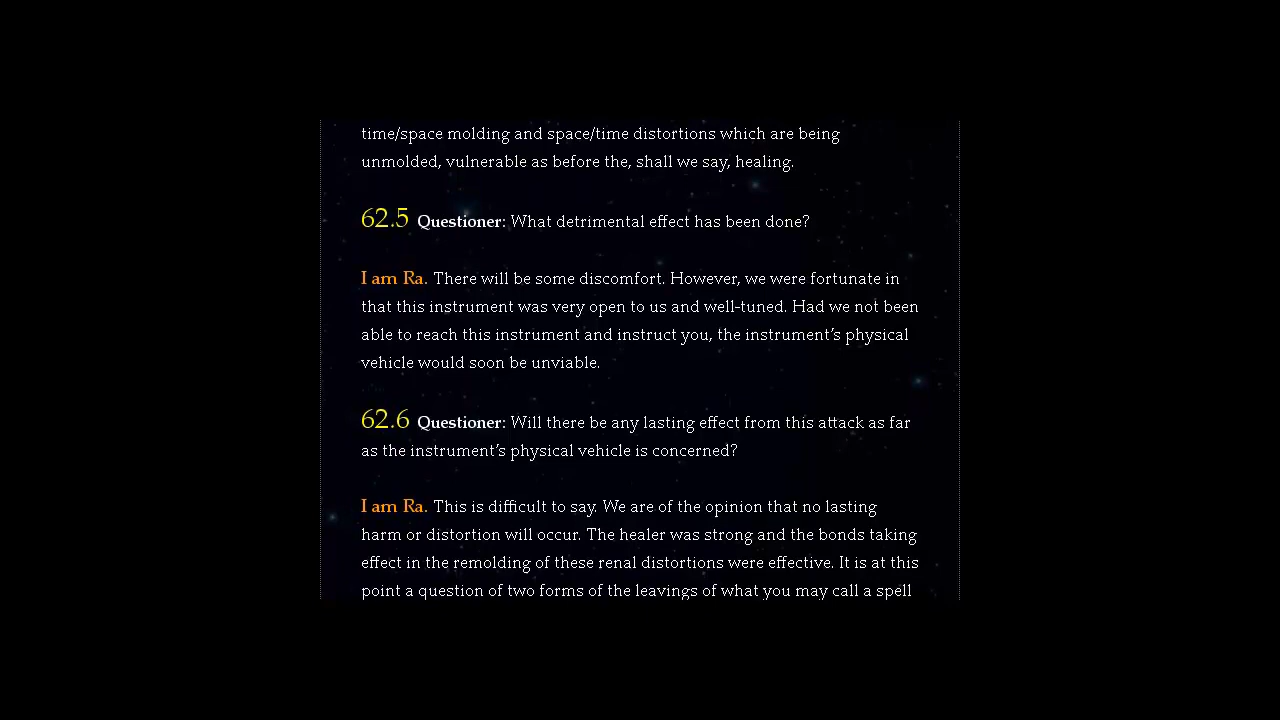 time/space molding and space/time distortions which are being
unmolded, vulnerable as before the, shall we say, healing.
62.5 Questioner: What detrimental effect has been done?
I am Ra. There will be some discomfort. However, we were fortunate in
that this instrument was very open to us and well-tuned. Had we not been
able to reach this instrument and instruct you, the instrument’s physical
vehicle would soon be unviable.
62.6 Questioner: Will there be any lasting effect from this attack as far
as the instrument’s physical vehicle is concerned?
I am Ra. This is difficult to say. We are of the opinion that no lasting
harm or distortion will occur. The healer was strong and the bonds taking
effect in the remolding of these renal distortions were effective. It is at this
point a question of two forms of the leavings of what you may call a spell